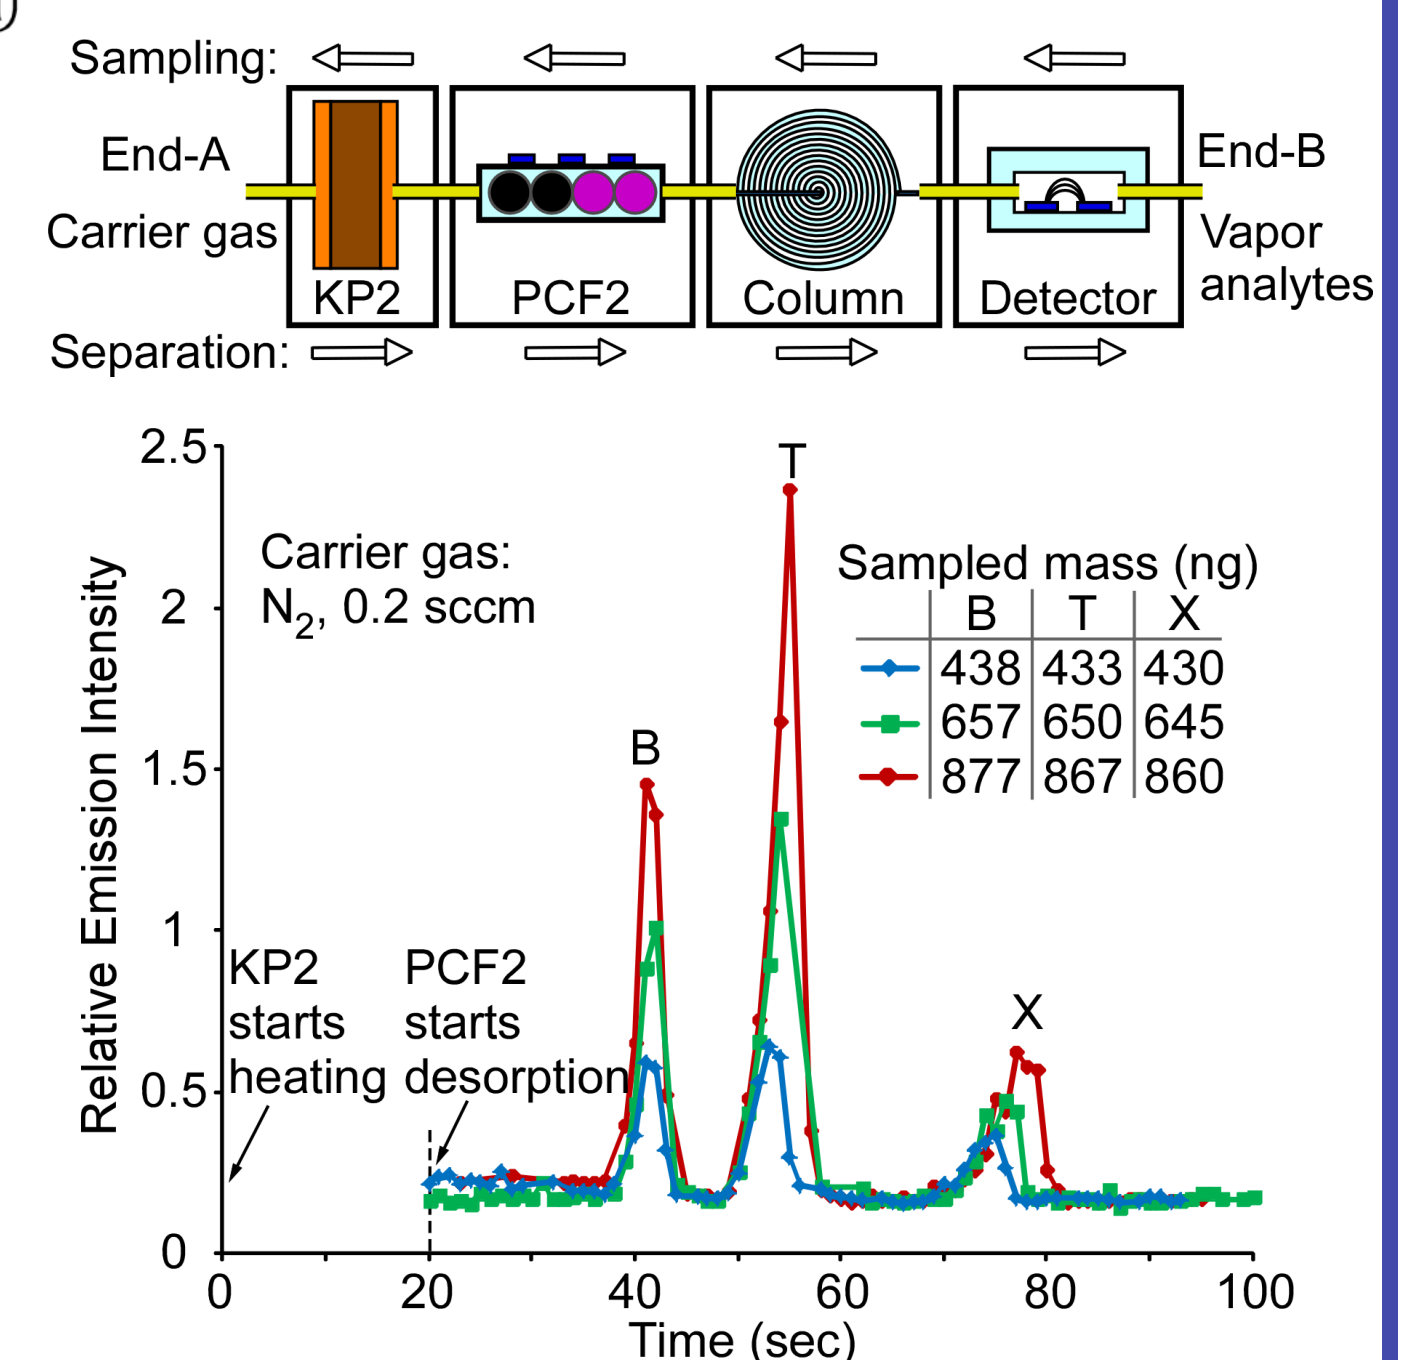 Sampling:
End-A
Carrier gas
KP2
PCF2
Column
Detector
End-B
Vapor
analytes
Separation:
Relative Emission Intensity
2.5
2
1.5
1
0.5
0
Carrier gas:
N2, 0.2 sccm
B
T
X
Sampled mass (ng)
B T X
438 433 430
657 650 645
877 867 860
KP2
starts
heating
PCF2
starts
desorption
0 20 40 60 80 100
Time (sec)